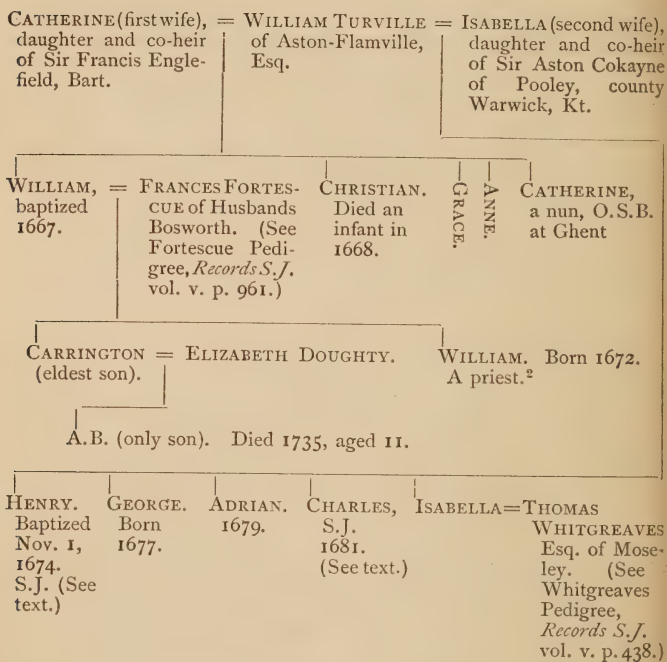 CATHERINE (first wife), = WILLIAM TURVILLE = ISABELLA (second wife),
daughter and co-heir of Aston-Flamville, daughter and co-heir
of Sir Francis Engle- Esq. of Sir Aston Cokayne
field, Bart. of Pooley, county
Warwick, Kt.
WILLIAM, = FRANCES FORTES- CHRISTIAN. GRACE. ANNE. CATHERINE,
baptized CUE of Husbands Died an a nun, O.S.B.
1667. Bosworth. (See infant in at Ghent
Fortescue Pedi- 1668.
gree, Records S.J.
vol. v. p. 961.)
CARRINGTON = ELIZABETH DOUGHTY. WILLIAM. Born 1672.
(eldest son). A priest.²
A.B. (only son). Died 1735, aged 11.
HENRY. GEORGE. ADRIAN. CHARLES, ISABELLA=THOMAS
Baptized Born 1679. S.J. WHITGREAVES
Nov. 1, 1677. 1681. Esq. of Mose-
1674. (See text.) ley. (See
S.J. (See Whitgreaves
text.) Pedigree,
Records S.J.
vol. v. p. 438.)